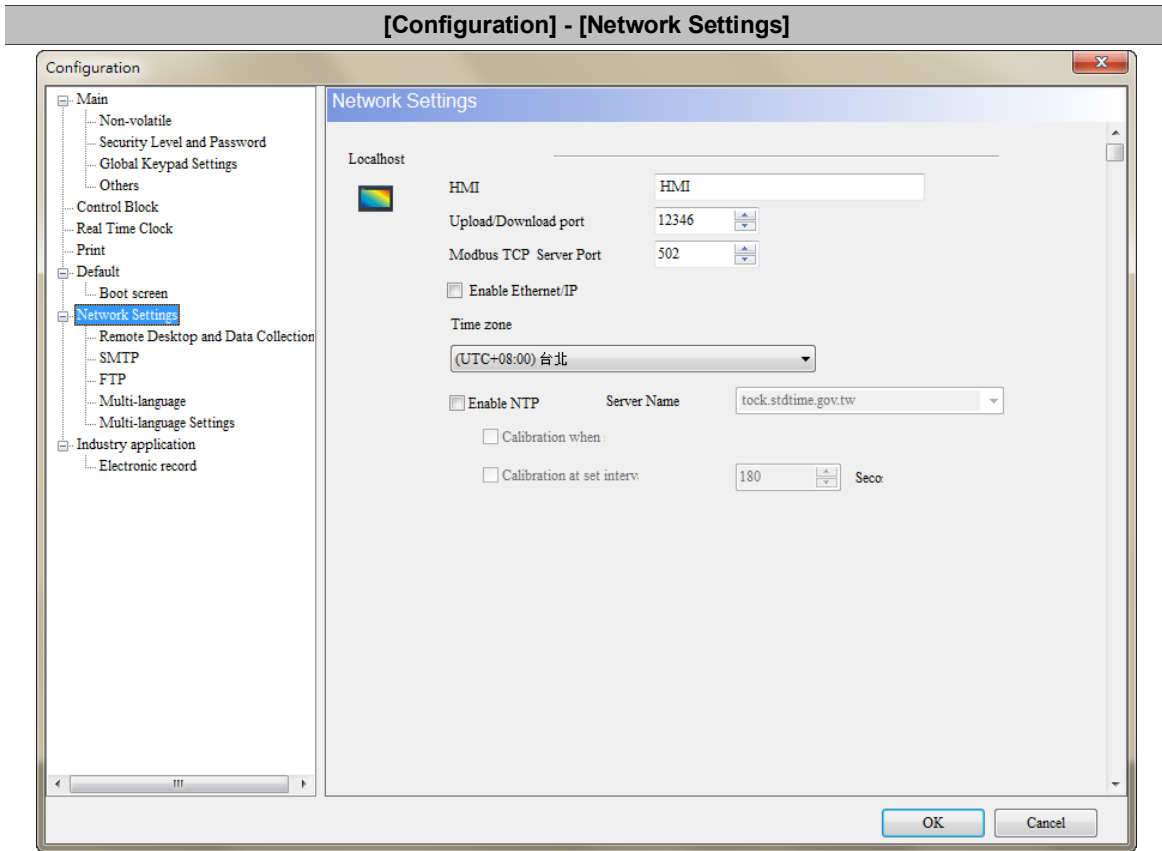 [Configuration] - [Network Settings]
Configuration
Main
Non-volatile
Security Level and Password
Global Keypad Settings
Others
Control Block
Real Time Clock
Print
Default
Boot screen
Network Settings
Remote Desktop and Data Collection
SMTP
FTP
Multi-language
Multi-language Settings
Industry application
Electronic record
Network Settings
Localhost
HMI HMI
Upload/Download port 12346
Modbus TCP Server Port 502
Enable Ethernet/IP
Time zone
(UTC+08:00) 台北
Enable NTP Server Name tock.stdtime.gov.tw
Calibration when
Calibration at set interv 180 Seco
OK Cancel